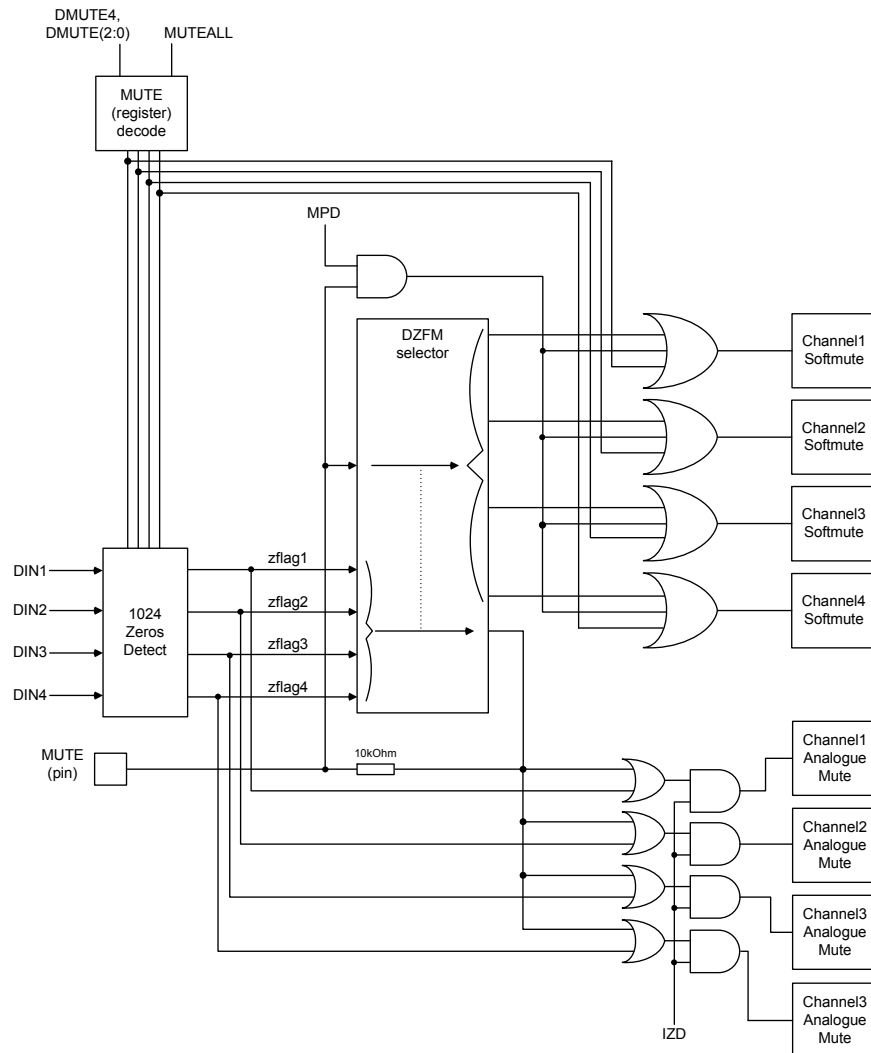 DMUTE4,
DMUTE(2:0)
MUTEALL
MUTE
(register)
decode
MPD
DZFM
selector
Channel1
Softmute
Channel2
Softmute
Channel3
Softmute
Channel4
Softmute
DIN1
DIN2
DIN3
DIN4
1024
Zeros
Detect
zflag1
zflag2
zflag3
zflag4
MUTE
(pin)
10kOhm
Channel1
Analogue
Mute
Channel2
Analogue
Mute
Channel3
Analogue
Mute
Channel3
Analogue
Mute
IZD